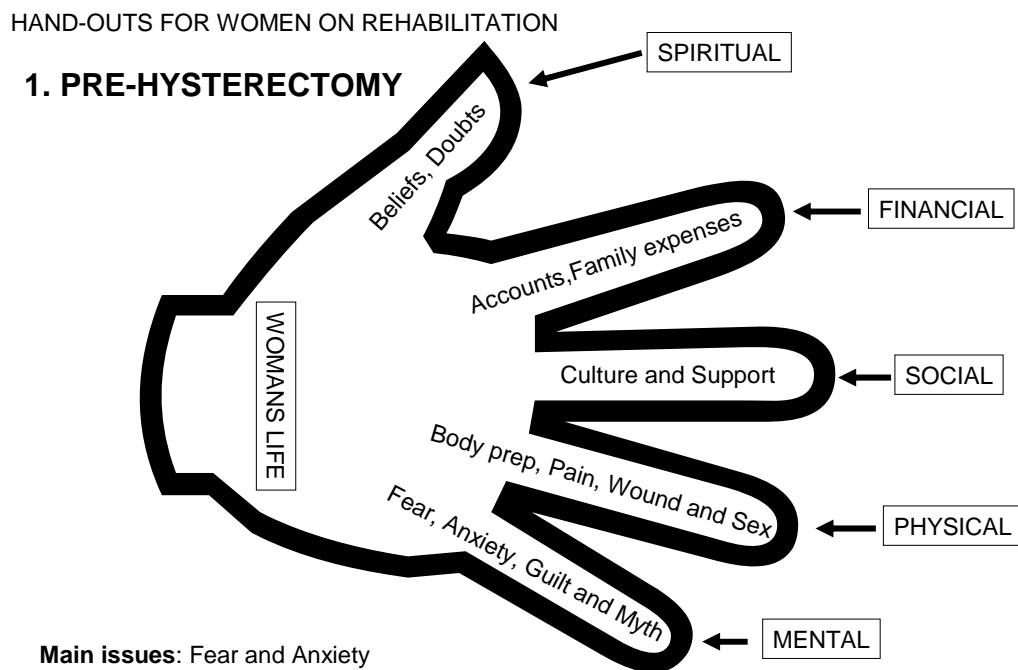 HAND-OUTS FOR WOMEN ON REHABILITATION
SPIRITUAL
1. PRE-HYSTERECTOMY
Beliefs, Doubts
FINANCIAL
Accounts,Family expenses
WOMANS LIFE
Culture and Support
SOCIAL
Body prep, Pain, Wound and Sex
PHYSICAL
Fear, Anxiety, Guilt and Myth
MENTAL
Main issues: Fear and Anxiety